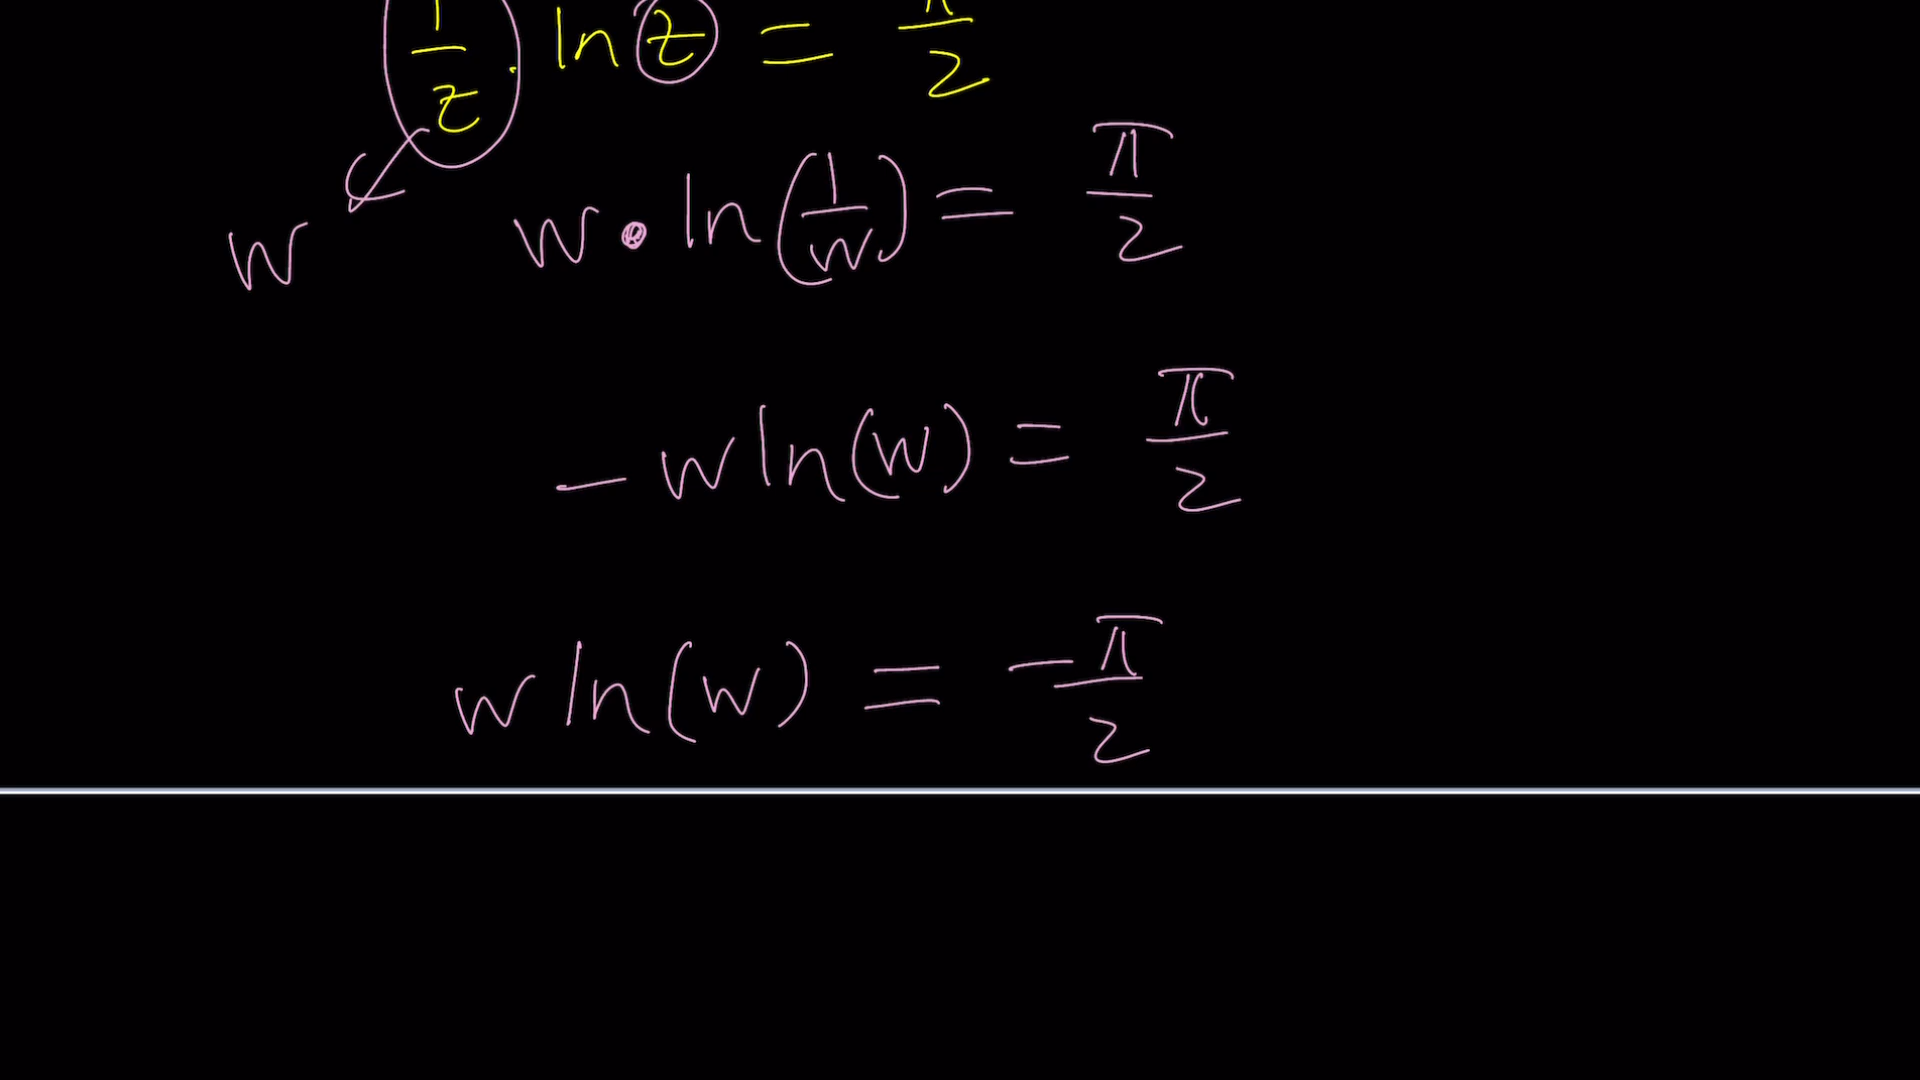 1/z · ln z = π/2
w w · ln(1/w) = π/2
- w ln(w) = π/2
w ln(w) = -π/2